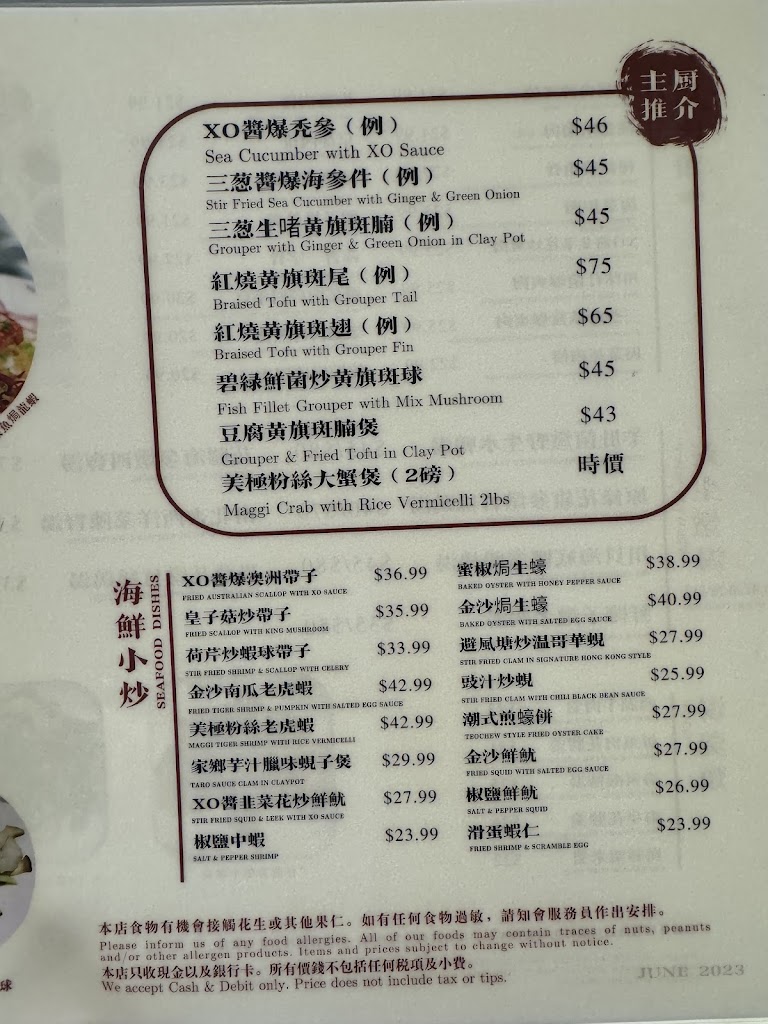 主厨
推介
XO醬爆禿參（例） $46
Sea Cucumber with XO Sauce
三葱醬爆海參件（例） $45
Stir Fried Sea Cucumber with Ginger & Green Onion
三葱生啫黄旗斑腩（例） $45
Grouper with Ginger & Green Onion in Clay Pot
紅燒黄旗斑尾（例） $75
Braised Tofu with Grouper Tail
紅燒黄旗斑翅（例） $65
Braised Tofu with Grouper Fin
碧緑鮮菌炒黄旗斑球 $45
Fish Fillet Grouper with Mix Mushroom
豆腐黄旗斑腩煲 $43
Grouper & Fried Tofu in Clay Pot
美極粉絲大蟹煲（2磅） 時價
Maggi Crab with Rice Vermicelli 2lbs
海鮮小炒
SEAFOOD DISHES
XO醬爆澳洲帶子 $36.99
FRIED AUSTRALIAN SCALLOP WITH XO SAUCE
皇子菇炒帶子 $35.99
FRIED SCALLOP WITH KING MUSHROOM
荷芹炒蝦球帶子 $33.99
STIR FRIED SHRIMP & SCALLOP WITH CELERY
金沙南瓜老虎蝦 $42.99
FRIED TIGER SHRIMP & PUMPKIN WITH SALTED EGG SAUCE
美極粉絲老虎蝦 $42.99
MAGGI TIGER SHRIMP WITH RICE VERMICELLI
家鄉芋汁臘味蜆子煲 $29.99
TARO SAUCE CLAM IN CLAYPOT
XO醬韭菜花炒鮮魷 $27.99
STIR FRIED SQUID & LEEK WITH XO SAUCE
椒鹽中蝦 $23.99
SALT & PEPPER SHRIMP
蜜椒焗生蠔 $38.99
BAKED OYSTER WITH HONEY PEPPER SAUCE
金沙焗生蠔 $40.99
BAKED OYSTER WITH SALTED EGG SAUCE
避風塘炒温哥華蜆 $27.99
STIR FRIED CLAM IN SIGNATURE HONG KONG STYLE
豉汁炒蜆 $25.99
STIR FRIED CLAM WITH CHILI BLACK BEAN SAUCE
潮式煎蠔餅 $27.99
TEOCHEW STYLE FRIED OYSTER CAKE
金沙鮮魷 $27.99
FRIED SQUID WITH SALTED EGG SAUCE
椒鹽鮮魷 $26.99
SALT & PEPPER SQUID
滑蛋蝦仁 $23.99
FRIED SHRIMP & SCRAMBLE EGG
本店食物有機會接觸花生或其他果仁。如有任何食物過敏，請知會服務員作出安排。
Please inform us of any food allergies. All of our foods may contain traces of nuts, peanuts
and/or other allergen products. Items and prices subject to change without notice.
本店只收現金以及銀行卡。所有價錢不包括任何税項及小費。
We accept Cash & Debit only. Price does not include tax or tips.
JUNE 2023